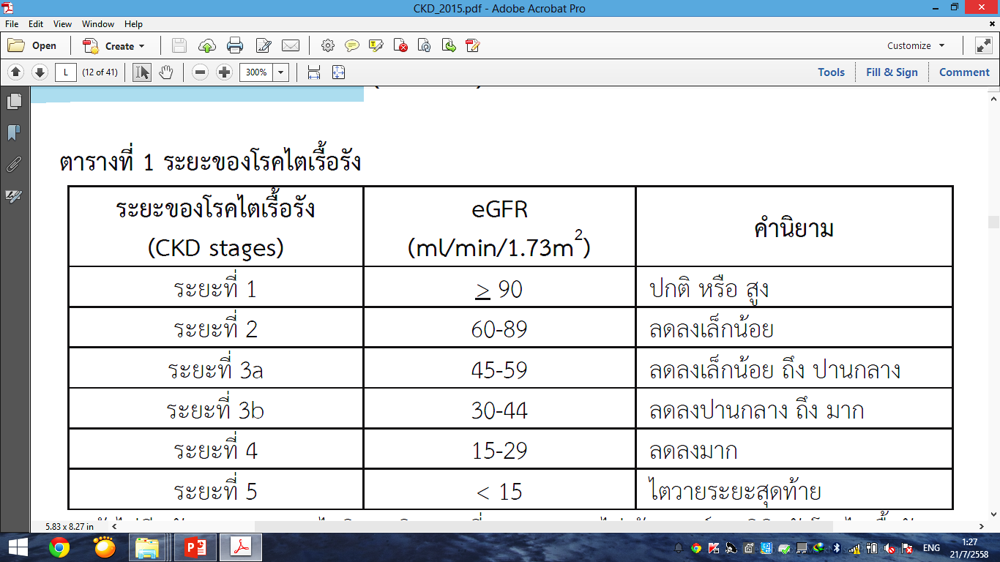 CKD_2015.pdf - Adobe Acrobat Pro
File Edit View Window Help
Open Create Customize
L (12 of 41) 300% Tools Fill & Sign Comment
ตารางที่ 1 ระยะของโรคไตเรื้อรัง
ระยะของโรคไตเรื้อรัง
(CKD stages)
eGFR
(ml/min/1.73m²)
คำนิยาม
ระยะที่ 1 ≥ 90 ปกติ หรือ สูง
ระยะที่ 2 60-89 ลดลงเล็กน้อย
ระยะที่ 3a 45-59 ลดลงเล็กน้อย ถึง ปานกลาง
ระยะที่ 3b 30-44 ลดลงปานกลาง ถึง มาก
ระยะที่ 4 15-29 ลดลงมาก
ระยะที่ 5 < 15 ไตวายระยะสุดท้าย
5.83 x 8.27 in
ENG
1:27
21/7/2558